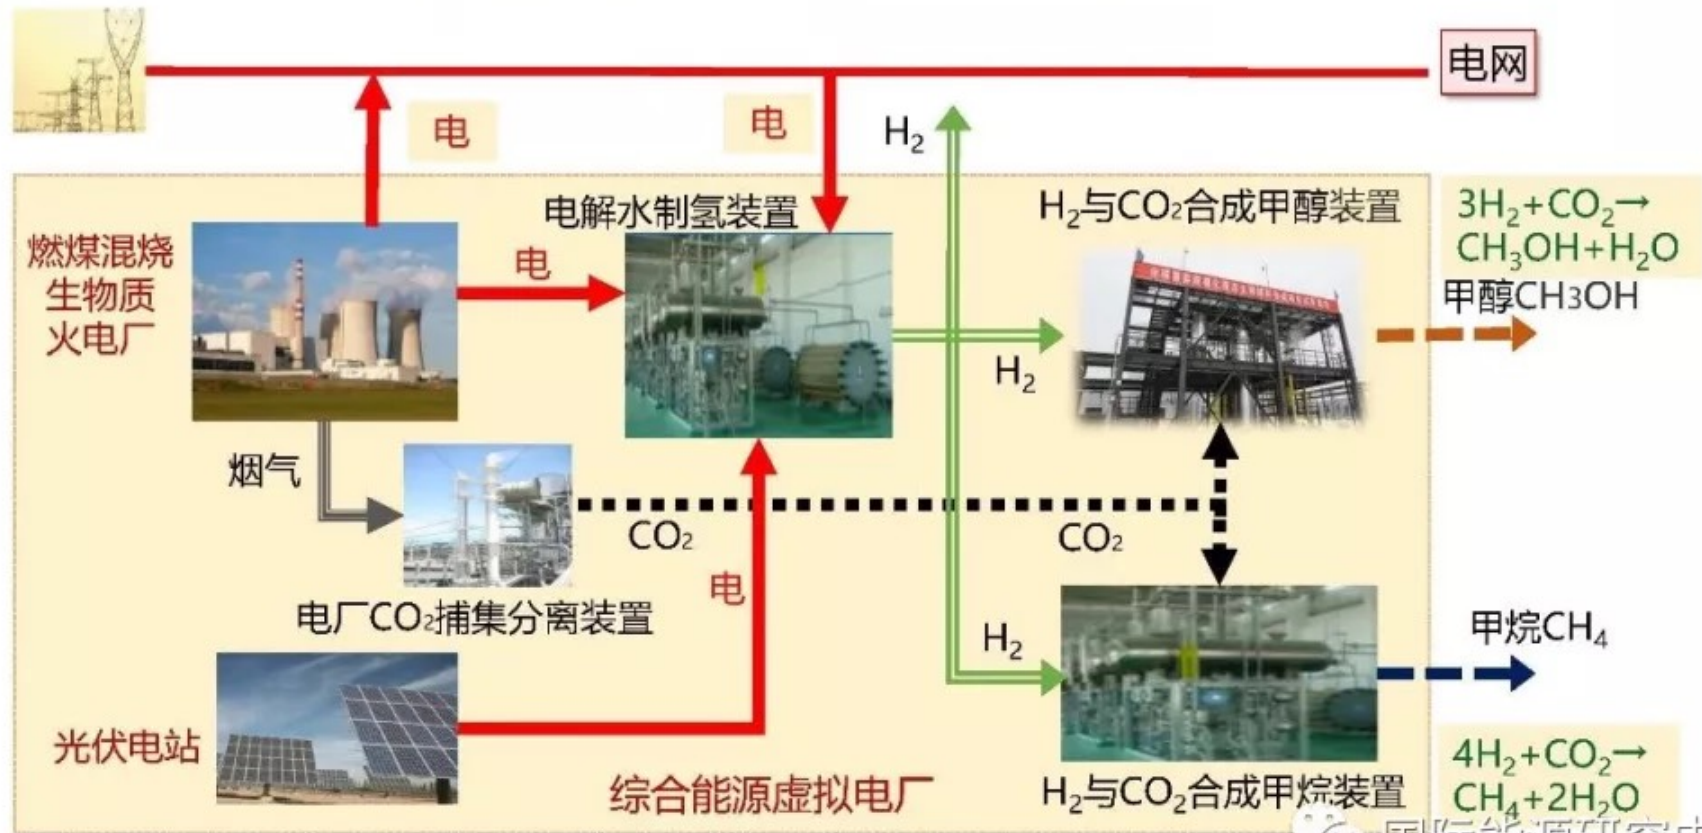 电网
电
电
H₂
电解水制氢装置
H₂与CO₂合成甲醇装置
3H₂+CO₂→
CH₃OH+H₂O
燃煤混烧
生物质
火电厂
电
甲醇CH3OH
H₂
烟气
CO₂
CO₂
电
电厂CO₂捕集分离装置
H₂
甲烷CH₄
光伏电站
综合能源虚拟电厂
H₂与CO₂合成甲烷装置
4H₂+CO₂→
CH₄+2H₂O